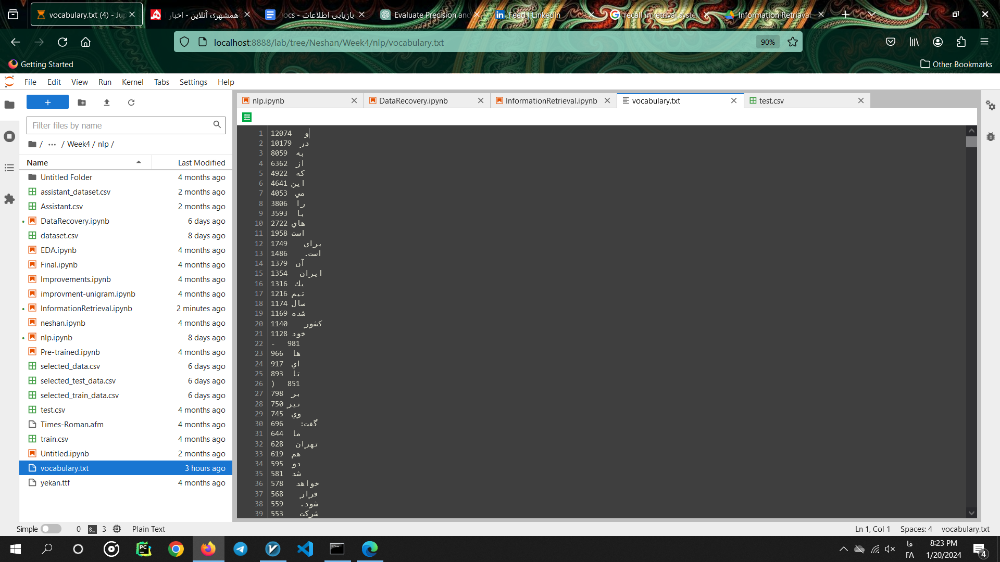 vocabulary.txt (4) - Jup
همشهری آنلاین - اخبار
بازیابی اطلاعات - Docs
Evaluate Precision and
Feed | LinkedIn
recall in retrival system
Information Retriaval
localhost:8888/lab/tree/Neshan/Week4/nlp/vocabulary.txt
90%
Getting Started
Other Bookmarks
File Edit View Run Kernel Tabs Settings Help
+
Filter files by name
/ ··· / Week4 / nlp /
Name Last Modified
Untitled Folder 4 months ago
assistant_dataset.csv 2 months ago
Assistant.csv 2 months ago
DataRecovery.ipynb 6 days ago
dataset.csv 8 days ago
EDA.ipynb 4 months ago
Final.ipynb 4 months ago
Improvements.ipynb 4 months ago
improvment-unigram.ipynb 4 months ago
InformationRetrieval.ipynb 2 minutes ago
neshan.ipynb 4 months ago
nlp.ipynb 8 days ago
Pre-trained.ipynb 4 months ago
selected_data.csv 6 days ago
selected_test_data.csv 6 days ago
selected_train_data.csv 6 days ago
test.csv 4 months ago
Times-Roman.afm 4 months ago
train.csv 4 months ago
Untitled.ipynb 2 months ago
vocabulary.txt 3 hours ago
yekan.ttf 4 months ago
nlp.ipynb
DataRecovery.ipynb
InformationRetrieval.ipynb
vocabulary.txt
test.csv
1 12074 و
2 10179 در
3 8059 به
4 6362 از
5 4922 که
6 4641 این
7 4053 مي
8 3806 را
9 3593 با
10 2722 هاي
11 1958 است
12 1749 براي
13 1486 است.
14 1379 آن
15 1354 ایران
16 1316 يك
17 1216 تیم
18 1174 سال
19 1169 شده
20 1140 کشور
21 1128 خود
22 - 981
23 966 ها
24 917 اي
25 893 تا
26 ( 851
27 798 بر
28 750 نیز
29 745 وي
30 696 گفت:
31 644 ما
32 628 تهران
33 619 هم
34 595 دو
35 581 شد
36 578 خواهد
37 568 قرار
38 559 شود.
39 553 شرکت
Simple 0 $_ 3 Plain Text
Ln 1, Col 1 Spaces: 4 vocabulary.txt
فا
FA
8:23 PM
1/20/2024
4